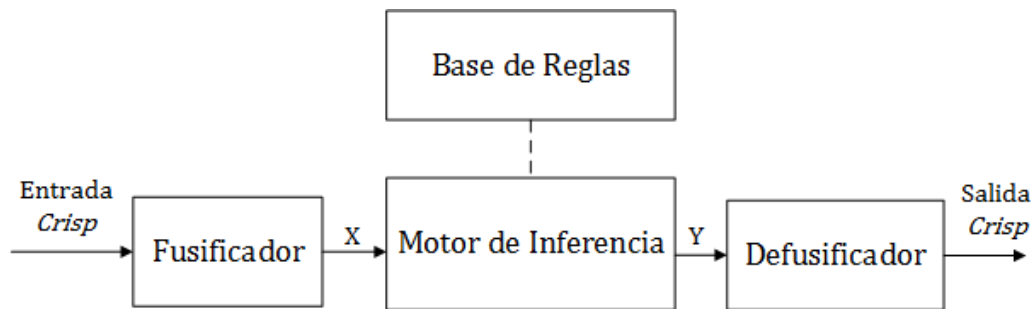 Base de Reglas
Entrada
Crisp
Fusificador
X
Motor de Inferencia
Y
Defusificador
Salida
Crisp